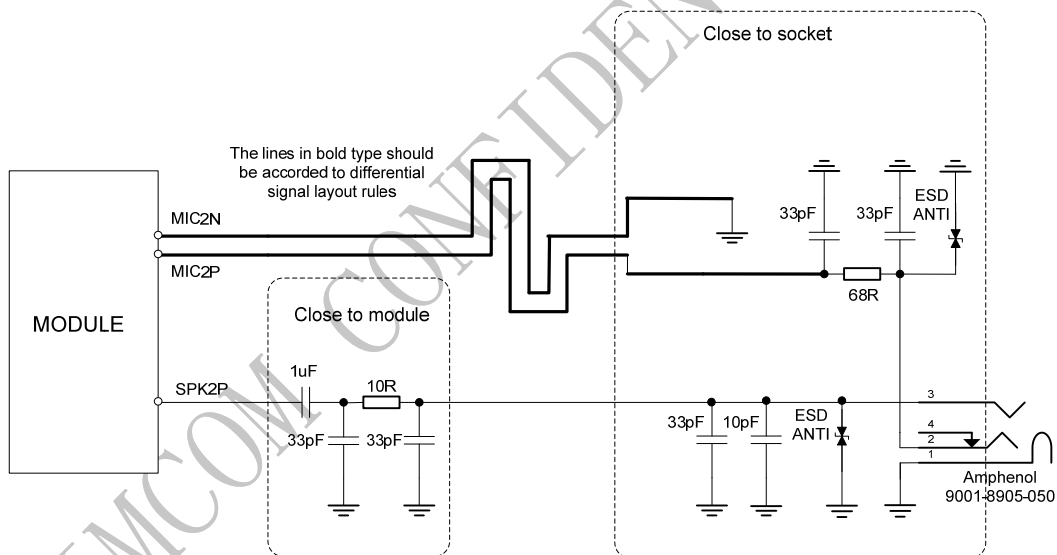 Close to socket
The lines in bold type should
be accorded to differential
signal layout rules
MIC2N
MIC2P
33pF
33pF
ESD
ANTI
68R
MODULE
Close to module
SPK2P
1uF
10R
33pF
33pF
33pF
10pF
ESD
ANTI
3
4
2
1
Amphenol
9001-8905-050